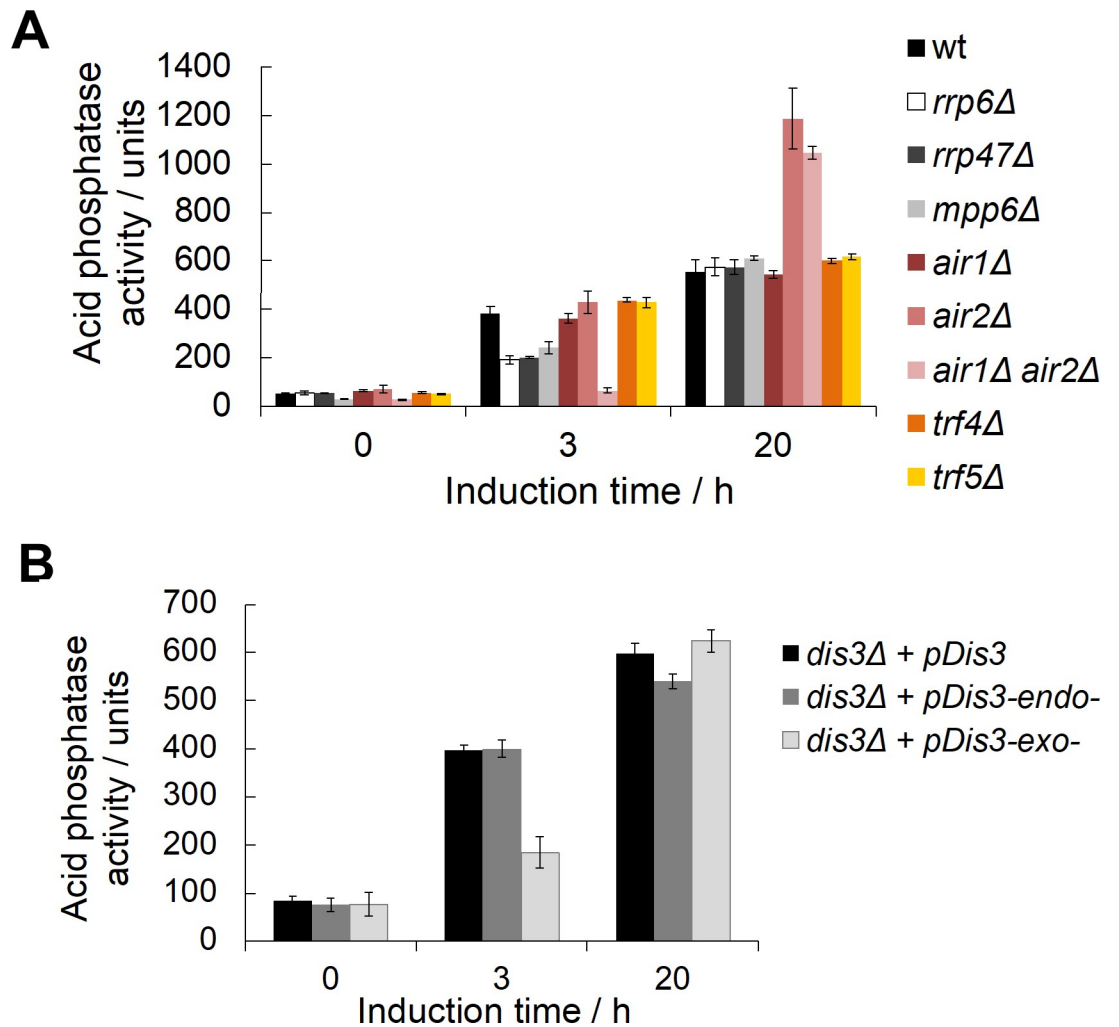 A
Acid phosphatase
activity / units
1400
1200
1000
800
600
400
200
0
0 3 20
Induction time / h
wt
rrp6Δ
rrp47Δ
mpp6Δ
air1Δ
air2Δ
air1Δ air2Δ
trf4Δ
trf5Δ
B
Acid phosphatase
activity / units
700
600
500
400
300
200
100
0
0 3 20
Induction time / h
dis3Δ + pDis3
dis3Δ + pDis3-endo-
dis3Δ + pDis3-exo-